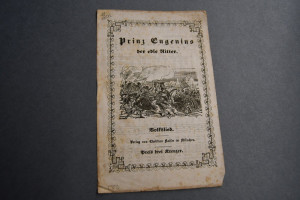 Prinz Eugenius
der edle Ritter.
Volkslied.
Verlag von Christian Kaiser in München.
Preis drei Kreuzer.